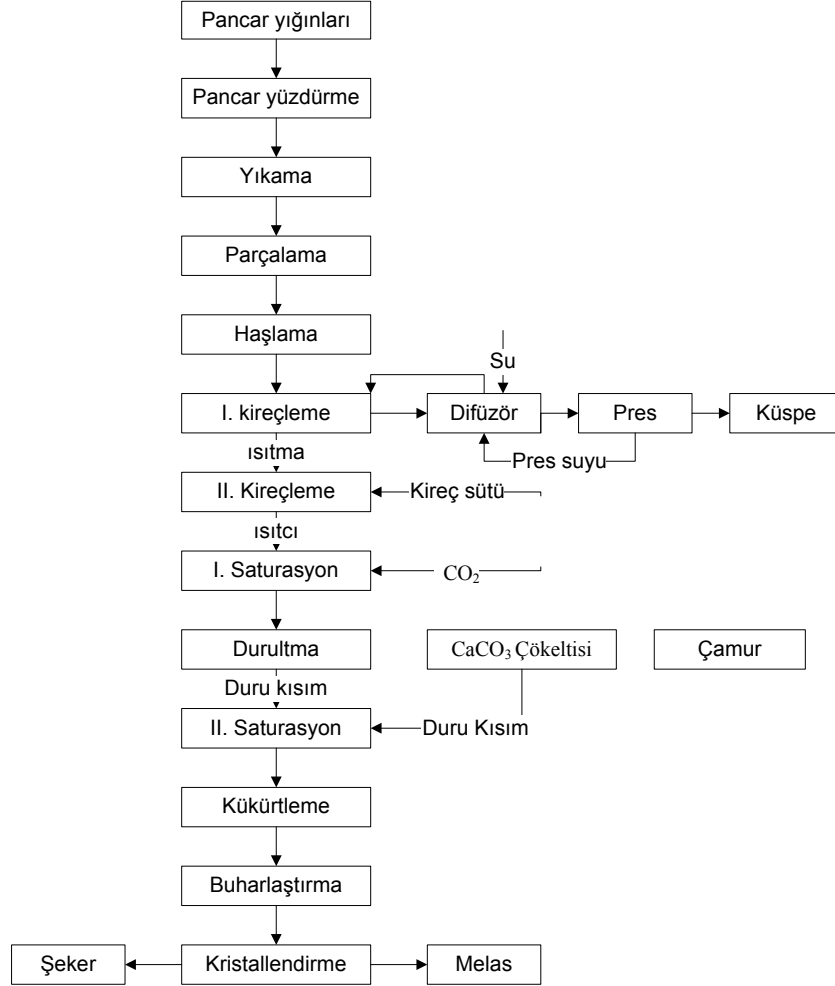 Pancar yığınları
Pancar yüzdürme
Yıkama
Parçalama
Haşlama
Su
I. kireçleme
Difüzör
Pres
Küspe
ısıtma
Pres suyu
II. Kireçleme
Kireç sütü
ısıtcı
I. Saturasyon
CO₂
Durultma
CaCO₃ Çökeltisi
Çamur
Duru kısım
II. Saturasyon
Duru Kısım
Kükürtleme
Buharlaştırma
Şeker
Kristallendirme
Melas